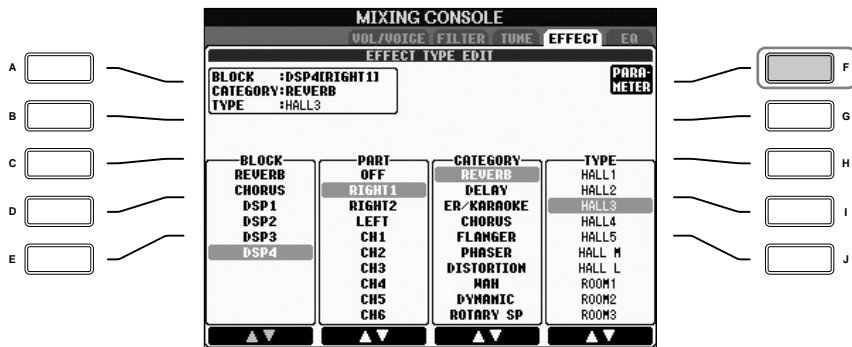 MIXING CONSOLE
VOL/VOICE FILTER TUNE EFFECT EQ
EFFECT TYPE EDIT
BLOCK :DSP4[RIGHT1]
CATEGORY:REVERB
TYPE :HALL3
PARA-
METER
A
B
C
D
E
F
G
H
I
J
BLOCK
REVERB
CHORUS
DSP1
DSP2
DSP3
DSP4
PART
OFF
RIGHT1
RIGHT2
LEFT
CH1
CH2
CH3
CH4
CH5
CH6
CATEGORY
REVERB
DELAY
ER/KARAOKE
CHORUS
FLANGER
PHASER
DISTORTION
WAH
DYNAMIC
ROTARY SP
TYPE
HALL1
HALL2
HALL3
HALL4
HALL5
HALL M
HALL L
ROOM1
ROOM2
ROOM3